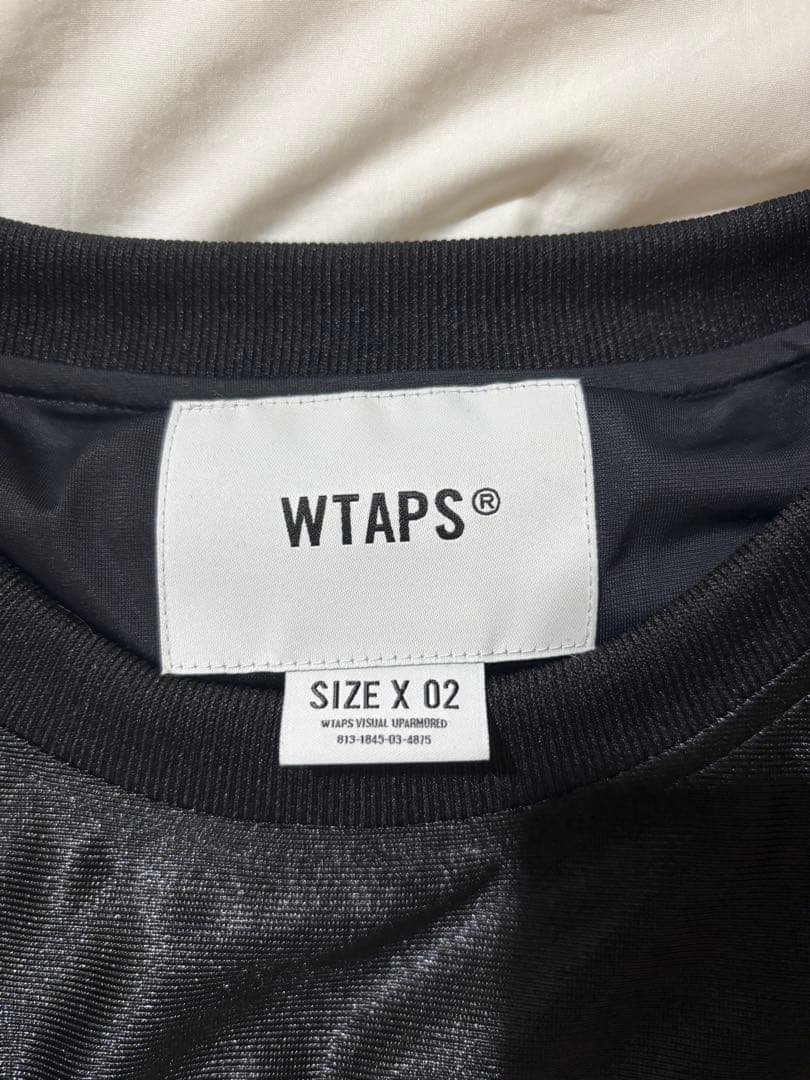 WTAPS®
SIZE X 02
WTAPS VISUAL UPARMORED
813-1845-03-4875